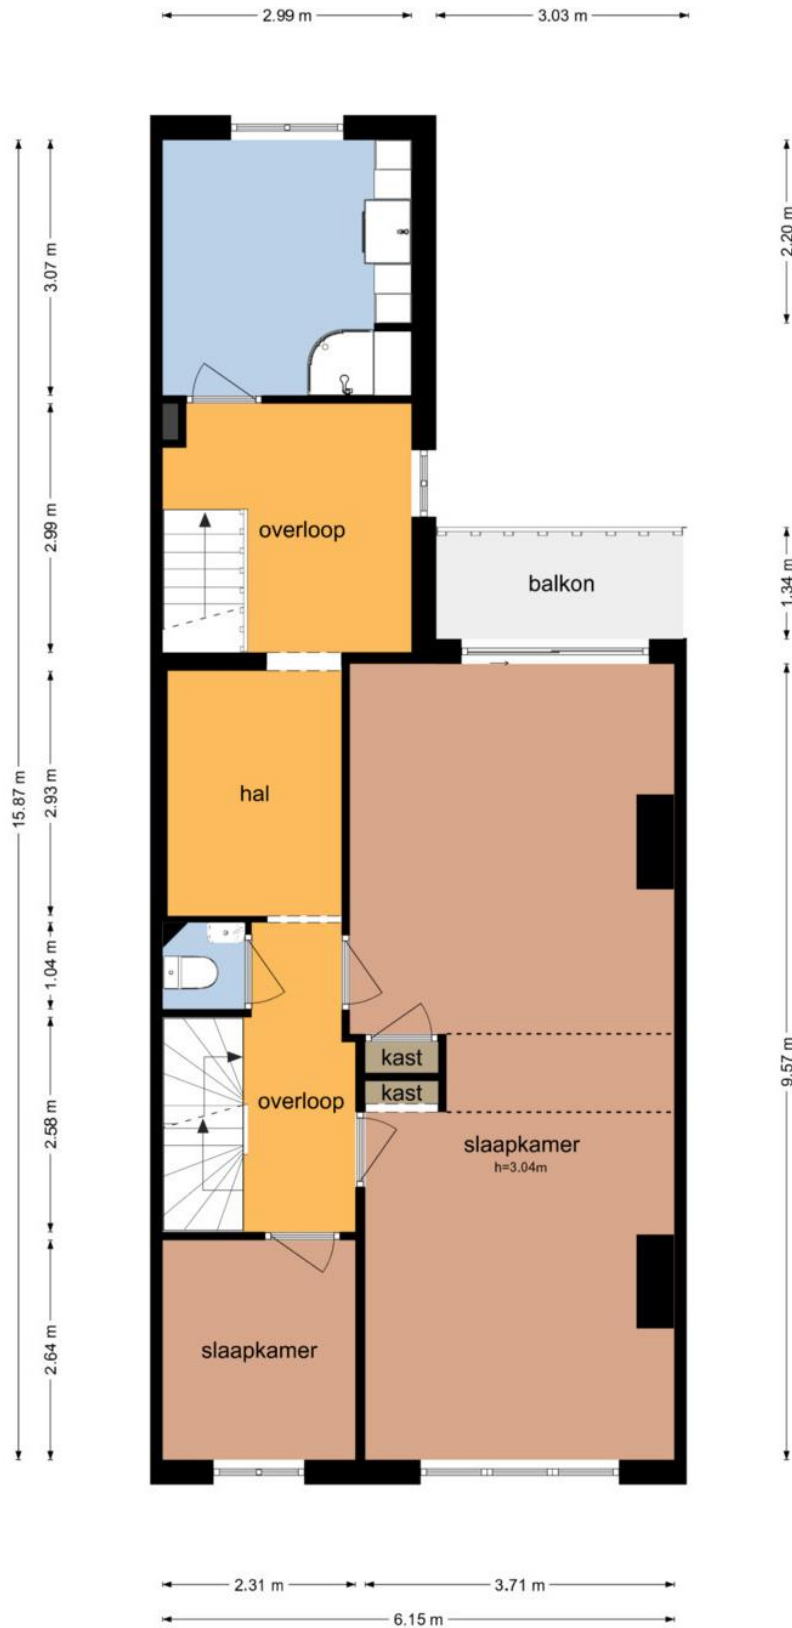 2.99 m
3.03 m
3.07 m
2.20 m
2.99 m
overloop
balkon
1.34 m
15.87 m
2.93 m
hal
1.04 m
kast
kast
9.57 m
2.58 m
overloop
slaapkamer
h=3.04m
2.64 m
slaapkamer
2.31 m
3.71 m
6.15 m